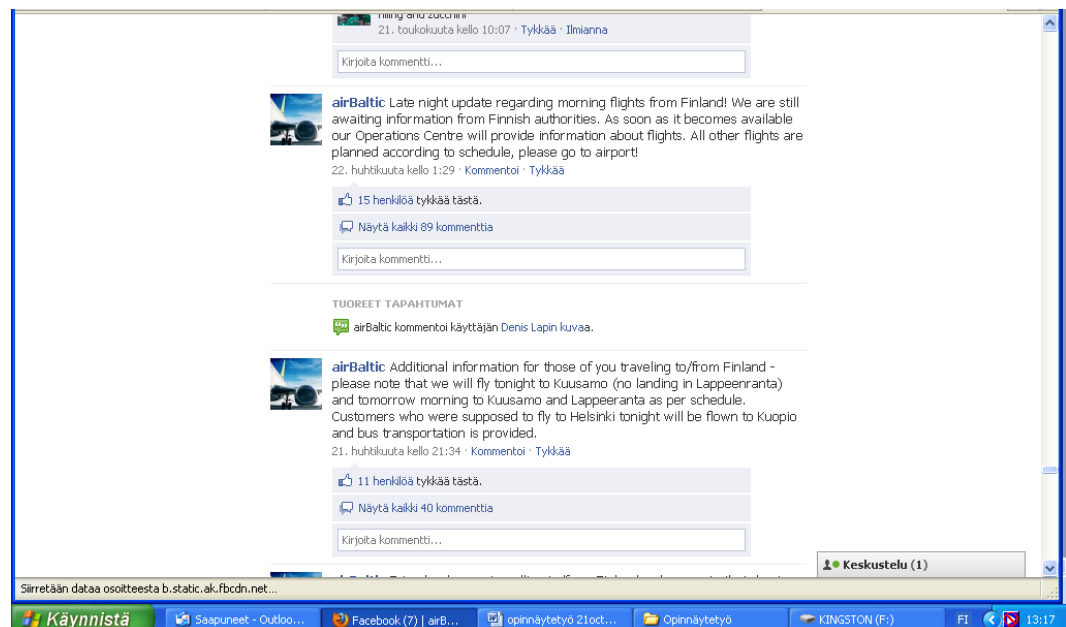 21. toukokuuta kello 10:07 · Tykkää · Ilmianna
Kirjoita kommentti...
airBaltic Late night update regarding morning flights from Finland! We are still
awaiting information from Finnish authorities. As soon as it becomes available
our Operations Centre will provide information about flights. All other flights are
planned according to schedule, please go to airport!
22. huhtikuuta kello 1:29 · Kommentoi · Tykkää
15 henkilöä tykkää tästä.
Näytä kaikki 89 kommenttia
Kirjoita kommentti...
TUOREET TAPAHTUMAT
airBaltic kommentoi käyttäjän Denis Lapin kuvaa.
airBaltic Additional information for those of you traveling to/from Finland -
please note that we will fly tonight to Kuusamo (no landing in Lappeenranta)
and tomorrow morning to Kuusamo and Lappeeranta as per schedule.
Customers who were supposed to fly to Helsinki tonight will be flown to Kuopio
and bus transportation is provided.
21. huhtikuuta kello 21:34 · Kommentoi · Tykkää
11 henkilöä tykkää tästä.
Näytä kaikki 40 kommenttia
Kirjoita kommentti...
Keskustelu (1)
Siirretään dataa osoitteesta b.static.ak.fbcdn.net...
Käynnistä
Saapuneet - Outloo...
Facebook (7) | airB...
opinnäytetyö 21oct...
Opinnäytetyö
KINGSTON (F:)
FI
13:17